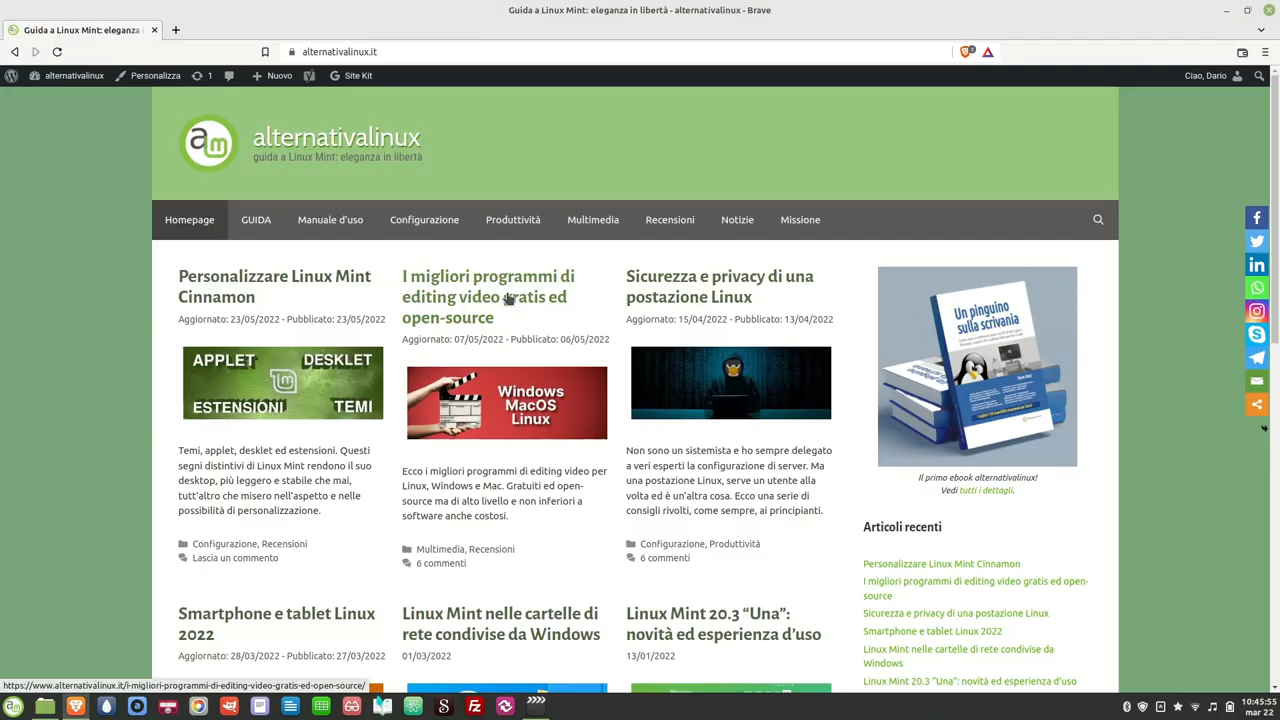 Guida a Linux Mint: eleganza in libertà - alternativalinux - Brave
Guida a Linux Mint: eleganza i
alternativalinux.it
alternativalinux
Personalizza
1
Nuovo
Site Kit
Ciao, Dario
am
alternativalinux
guida a Linux Mint: eleganza in libertà
Homepage
GUIDA
Manuale d'uso
Configurazione
Produttività
Multimedia
Recensioni
Notizie
Missione
Personalizzare Linux Mint
Cinnamon
Aggiornato: 23/05/2022 - Pubblicato: 23/05/2022
APPLET
DESKLET
ESTENSIONI
TEMI
Temi, applet, desklet ed estensioni. Questi
segni distintivi di Linux Mint rendono il suo
desktop, più leggero e stabile che mai,
tutt'altro che misero nell'aspetto e nelle
possibilità di personalizzazione.
Configurazione, Recensioni
Lascia un commento
I migliori programmi di
editing video gratis ed
open-source
Aggiornato: 07/05/2022 - Pubblicato: 06/05/2022
Windows
MacOS
Linux
Ecco i migliori programmi di editing video per
Linux, Windows e Mac. Gratuiti ed open-
source ma di alto livello e non inferiori a
software anche costosi.
Multimedia, Recensioni
6 commenti
Sicurezza e privacy di una
postazione Linux
Aggiornato: 15/04/2022 - Pubblicato: 13/04/2022
Non sono un sistemista e ho sempre delegato
a veri esperti la configurazione di server. Ma
una postazione Linux, serve un utente alla
volta ed è un'altra cosa. Ecco una serie di
consigli rivolti, come sempre, ai principianti.
Configurazione, Produttività
6 commenti
Un pinguino
sulla scrivania
Il primo ebook alternativalinux!
Vedi tutti i dettagli.
Articoli recenti
Personalizzare Linux Mint Cinnamon
I migliori programmi di editing video gratis ed open-
source
Sicurezza e privacy di una postazione Linux
Smartphone e tablet Linux 2022
Linux Mint nelle cartelle di rete condivise da
Windows
Linux Mint 20.3 "Una": novità ed esperienza d'uso
Smartphone e tablet Linux
2022
Aggiornato: 28/03/2022 - Pubblicato: 27/03/2022
Linux Mint nelle cartelle di
rete condivise da Windows
01/03/2022
Linux Mint 20.3 "Una":
novità ed esperienza d'uso
13/01/2022
https://www.alternativalinux.it/i-migliori-programmi-di-editing-video-gratis-ed-open-source/
10:45:55
mar 22